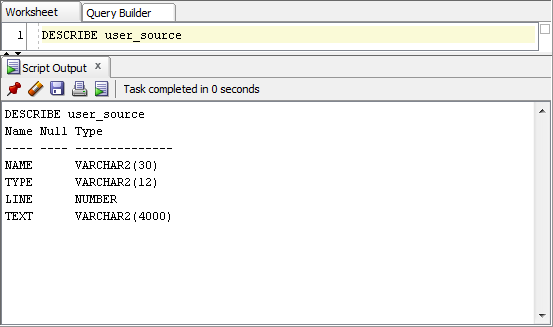 Worksheet Query Builder
1 DESCRIBE user_source
Script Output x
Task completed in 0 seconds
DESCRIBE user_source
Name Null Type
---- ---- --------------
NAME      VARCHAR2(30)
TYPE      VARCHAR2(12)
LINE      NUMBER
TEXT      VARCHAR2(4000)